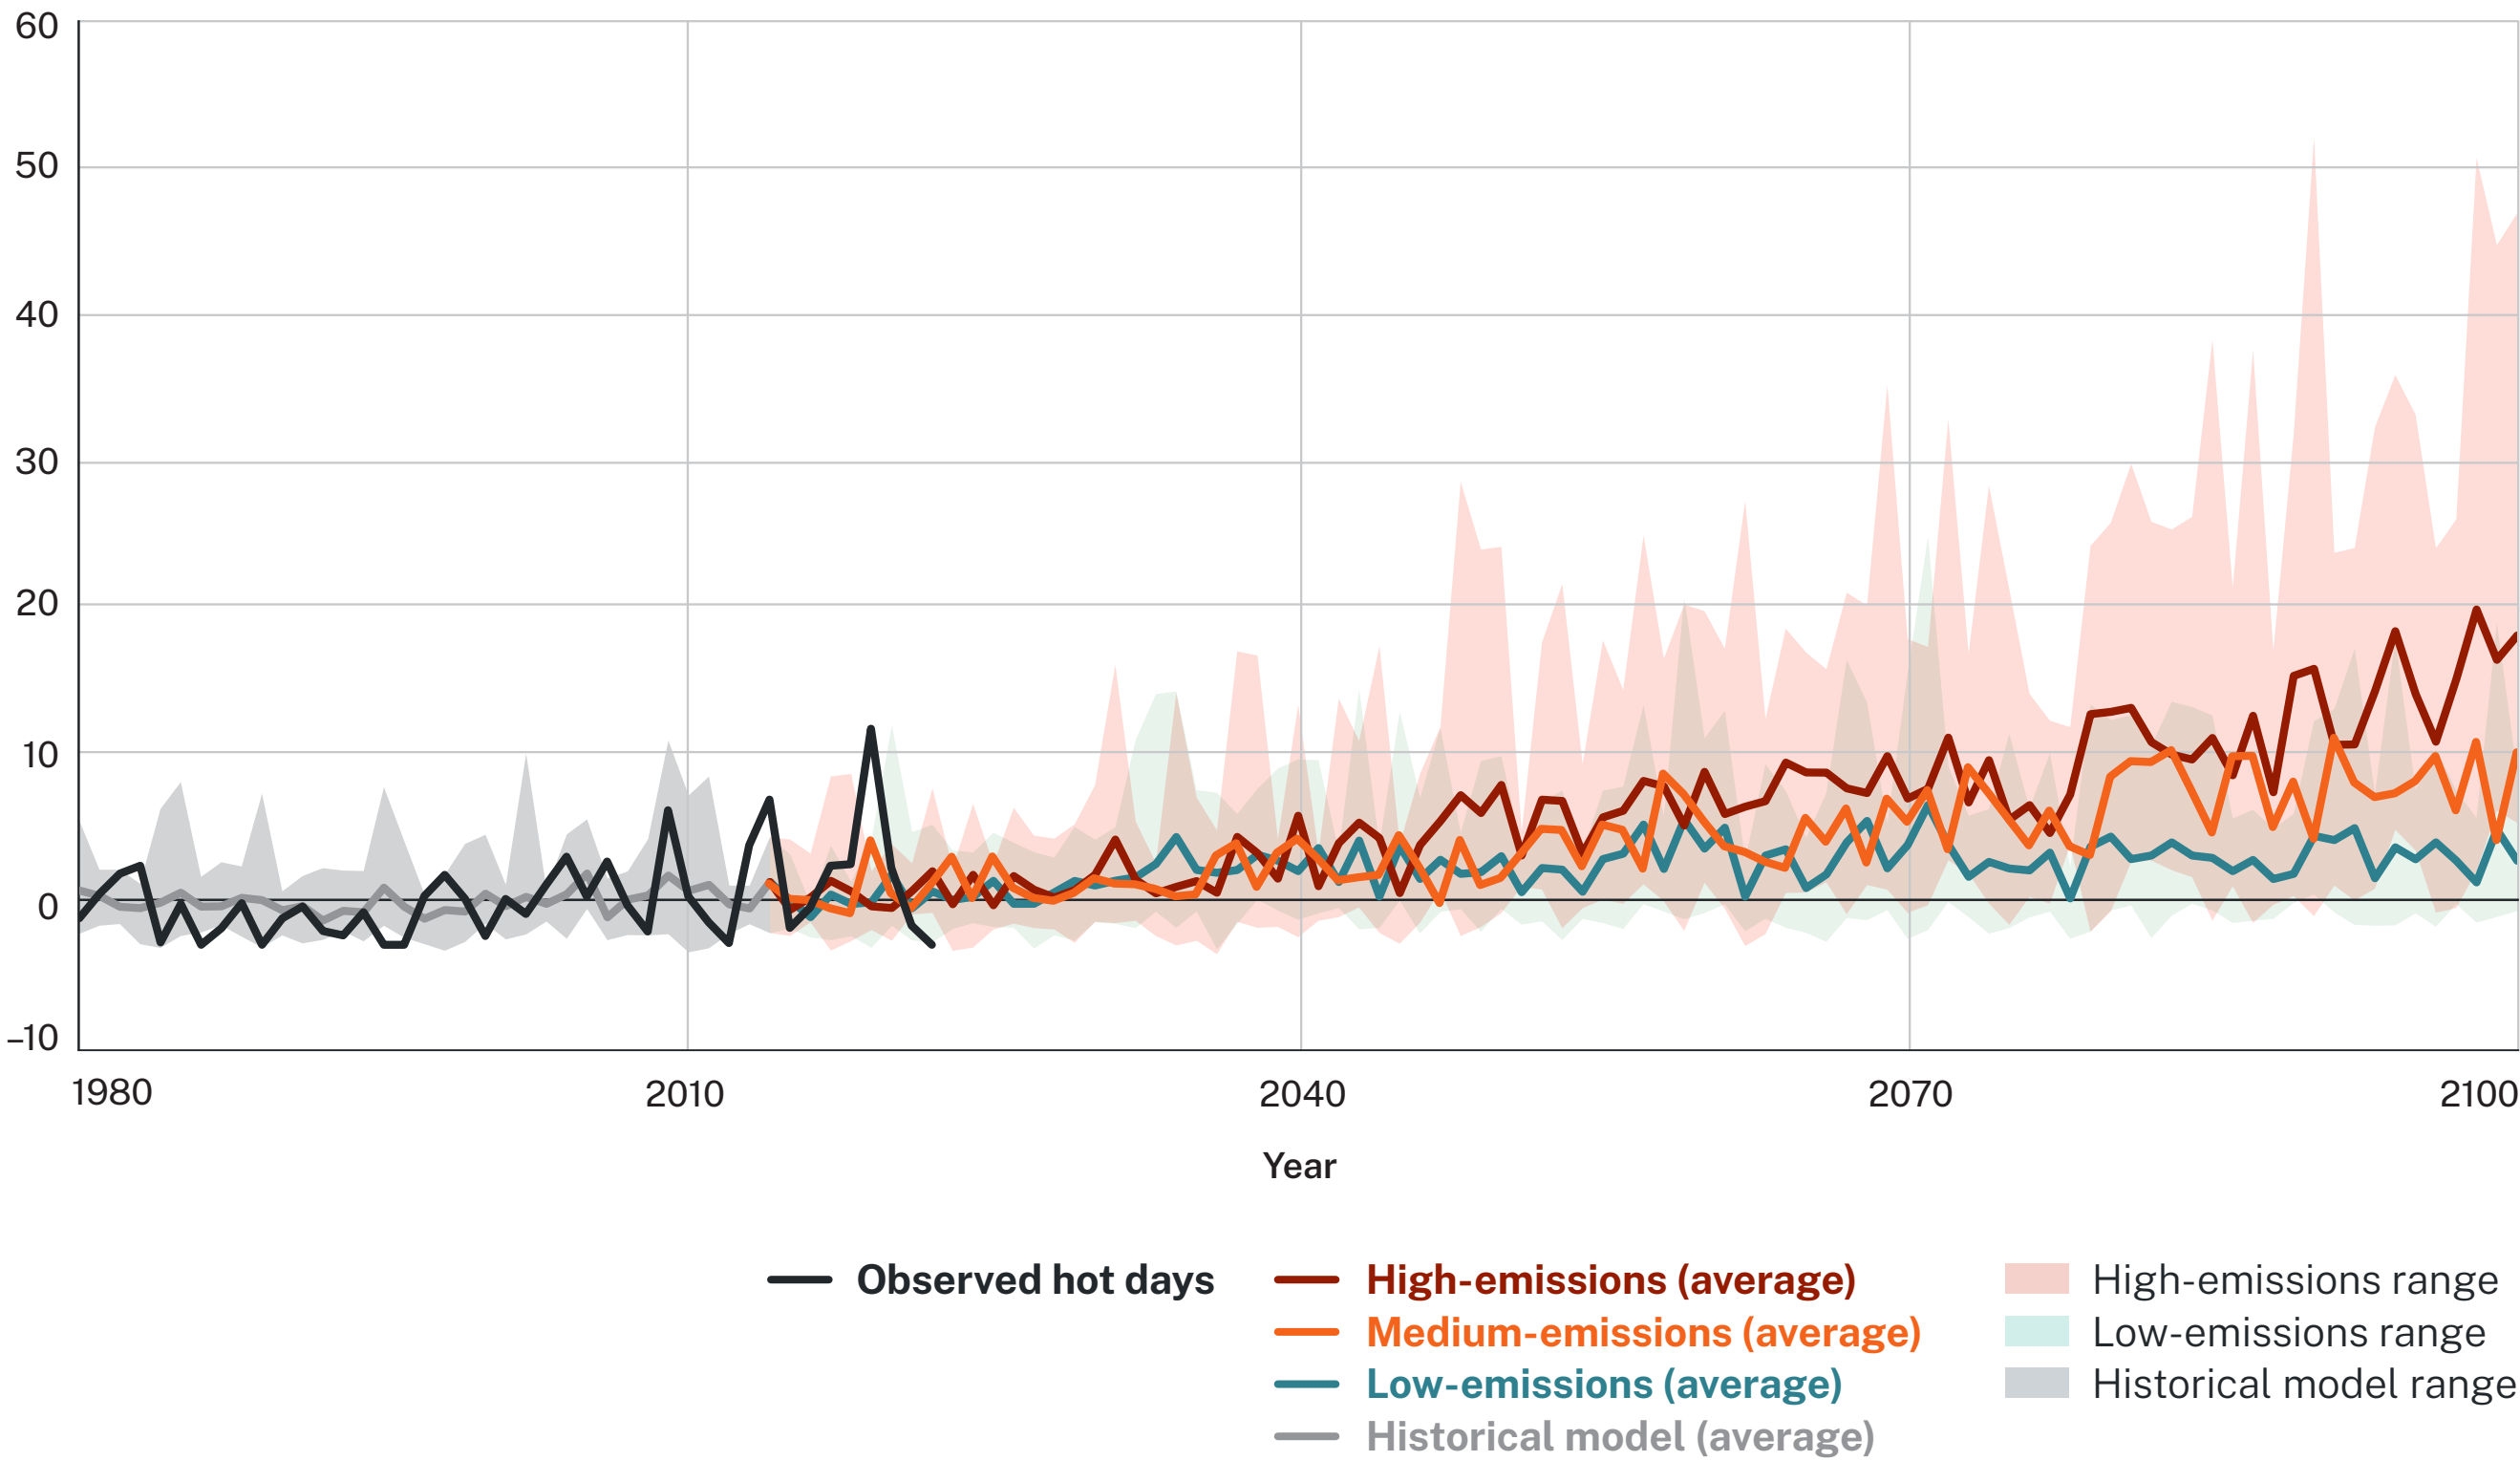 60
50
40
30
20
10
0
–10
1980 2010 2040 2070 2100
Year
Observed hot days High-emissions (average) High-emissions range
Medium-emissions (average) Low-emissions range
Low-emissions (average) Historical model range
Historical model (average)